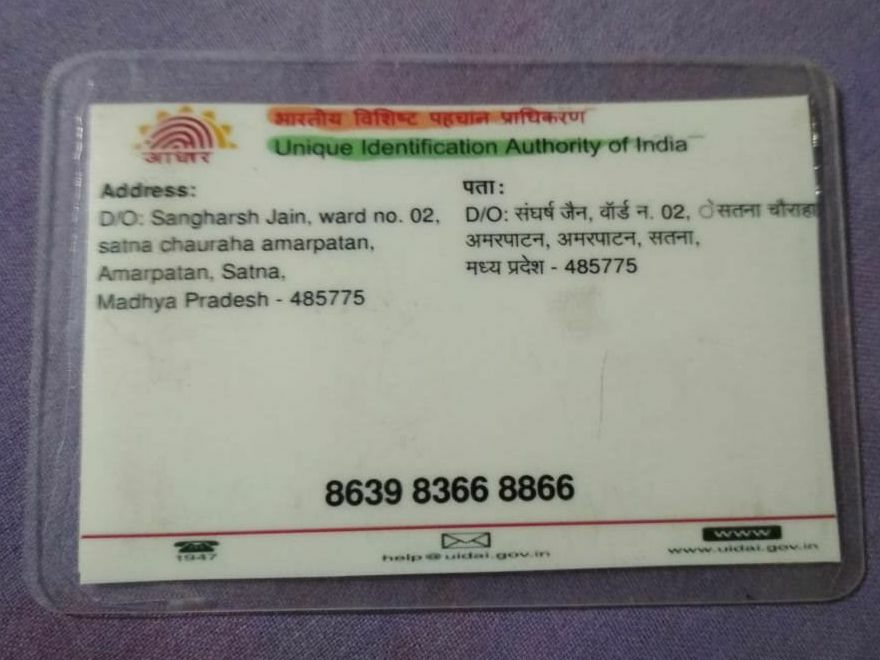 भारतीय विशिष्ट पहचान प्राधिकरण
Unique Identification Authority of India
आधार
Address:
D/O: Sangharsh Jain, ward no. 02,
satna chauraha amarpatan,
Amarpatan, Satna,
Madhya Pradesh - 485775
पता :
D/O: संघर्ष जैन, वॉर्ड न. 02, ेसतना चौराहा
अमरपाटन, अमरपाटन, सतना,
मध्य प्रदेश - 485775
8639 8366 8866
1947
help@uidai.gov.in
www
www.uidai.gov.in